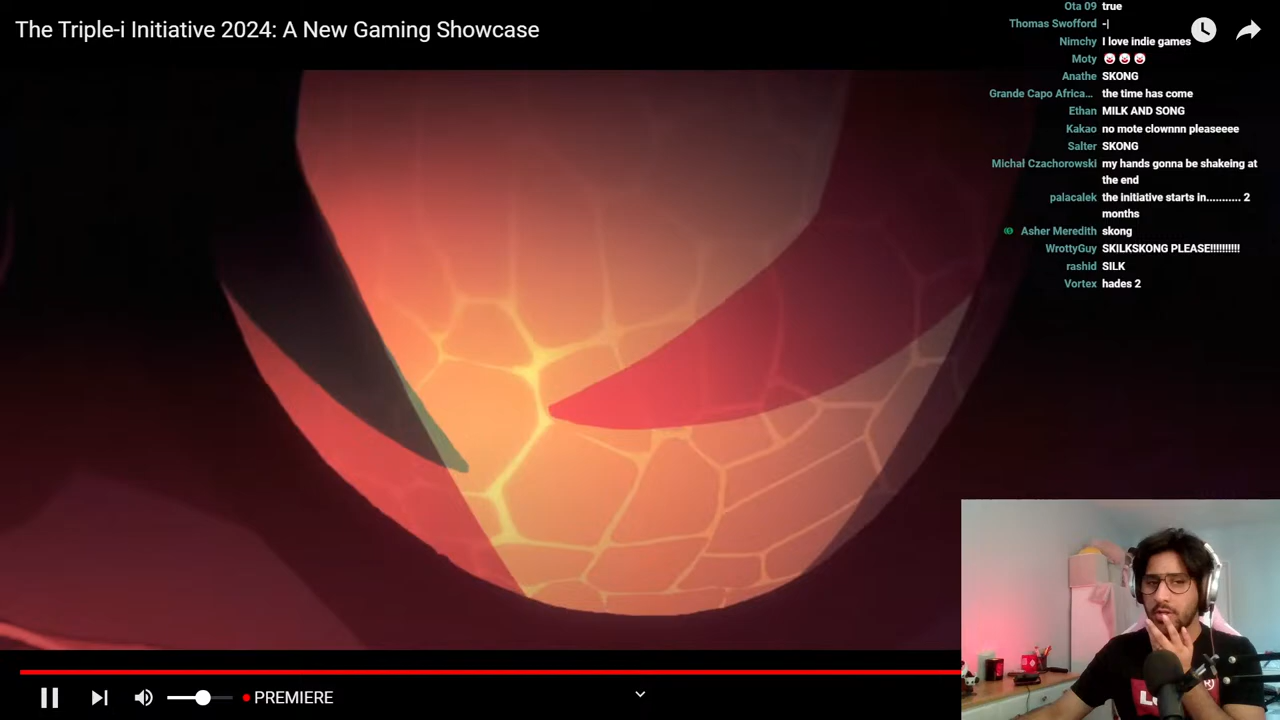 The Triple-i Initiative 2024: A New Gaming Showcase
Ota 09 true
Thomas Swofford -|
Nimchy I love indie games
Moty 🤡🤡🤡
Anathe SKONG
Grande Capo Africa... the time has come
Ethan MILK AND SONG
Kakao no mote clownnn pleaseeee
Salter SKONG
Michał Czachorowski my hands gonna be shakeing at
the end
palacalek the initiative starts in........... 2
months
Asher Meredith skong
WrottyGuy SKILKSKONG PLEASE!!!!!!!!!!
rashid SILK
Vortex hades 2
PREMIERE